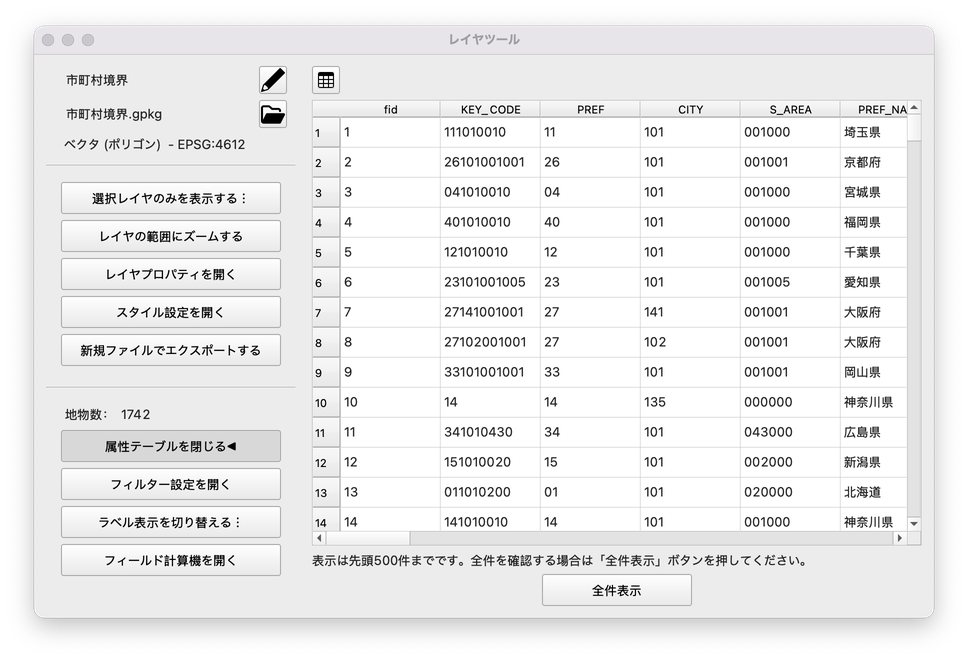 レイヤツール
市町村境界
市町村境界.gpkg
ベクタ (ポリゴン) - EPSG:4612
選択レイヤのみを表示する⋮
レイヤの範囲にズームする
レイヤプロパティを開く
スタイル設定を開く
新規ファイルでエクスポートする
地物数: 1742
属性テーブルを閉じる◀
フィルター設定を開く
ラベル表示を切り替える⋮
フィールド計算機を開く
fid KEY_CODE PREF CITY S_AREA PREF_NA
1 1 111010010 11 101 001000 埼玉県
2 2 26101001001 26 101 001001 京都府
3 3 041010010 04 101 001000 宮城県
4 4 401010010 40 101 001000 福岡県
5 5 121010010 12 101 001000 千葉県
6 6 23101001005 23 101 001005 愛知県
7 7 27141001001 27 141 001001 大阪府
8 8 27102001001 27 102 001001 大阪府
9 9 33101001001 33 101 001001 岡山県
10 10 14 14 135 000000 神奈川県
11 11 341010430 34 101 043000 広島県
12 12 151010020 15 101 002000 新潟県
13 13 011010200 01 101 020000 北海道
14 14 141010010 14 101 001000 神奈川県
表示は先頭500件までです。全件を確認する場合は「全件表示」ボタンを押してください。
全件表示